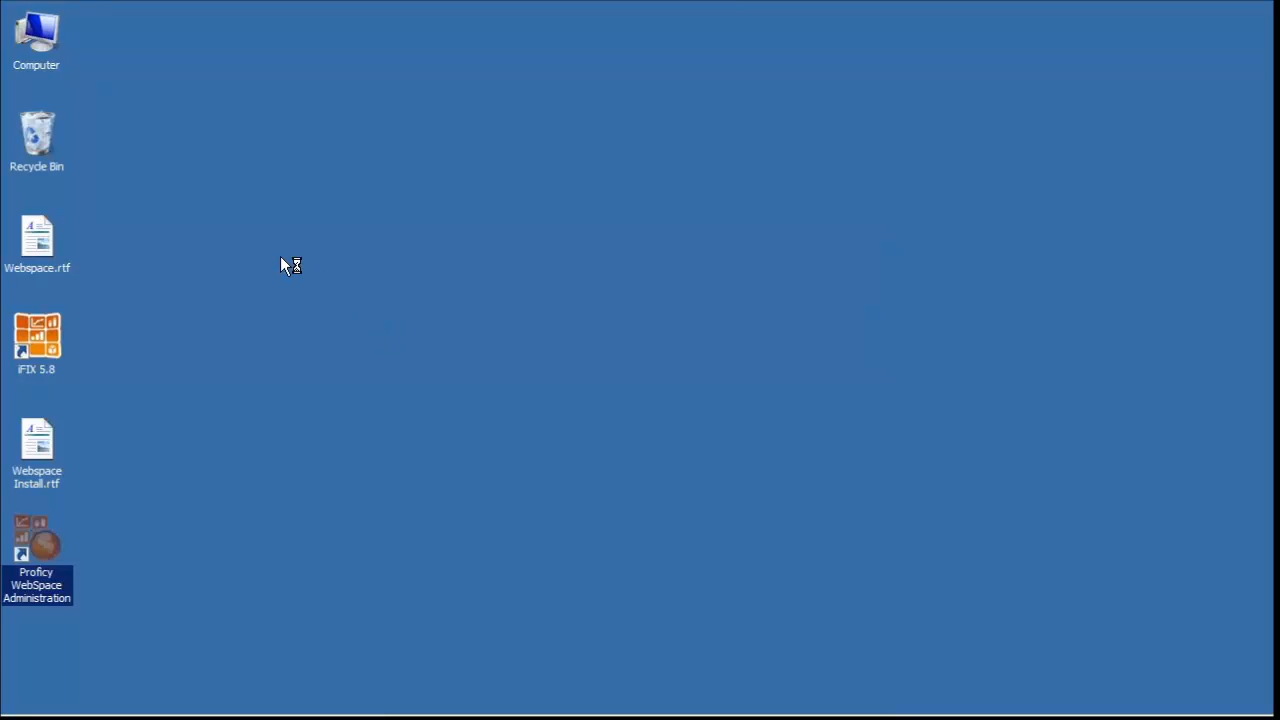 Computer
Recycle Bin
Webspace.rtf
iFIX 5.8
Webspace
Install.rtf
Proficy
WebSpace
Administration